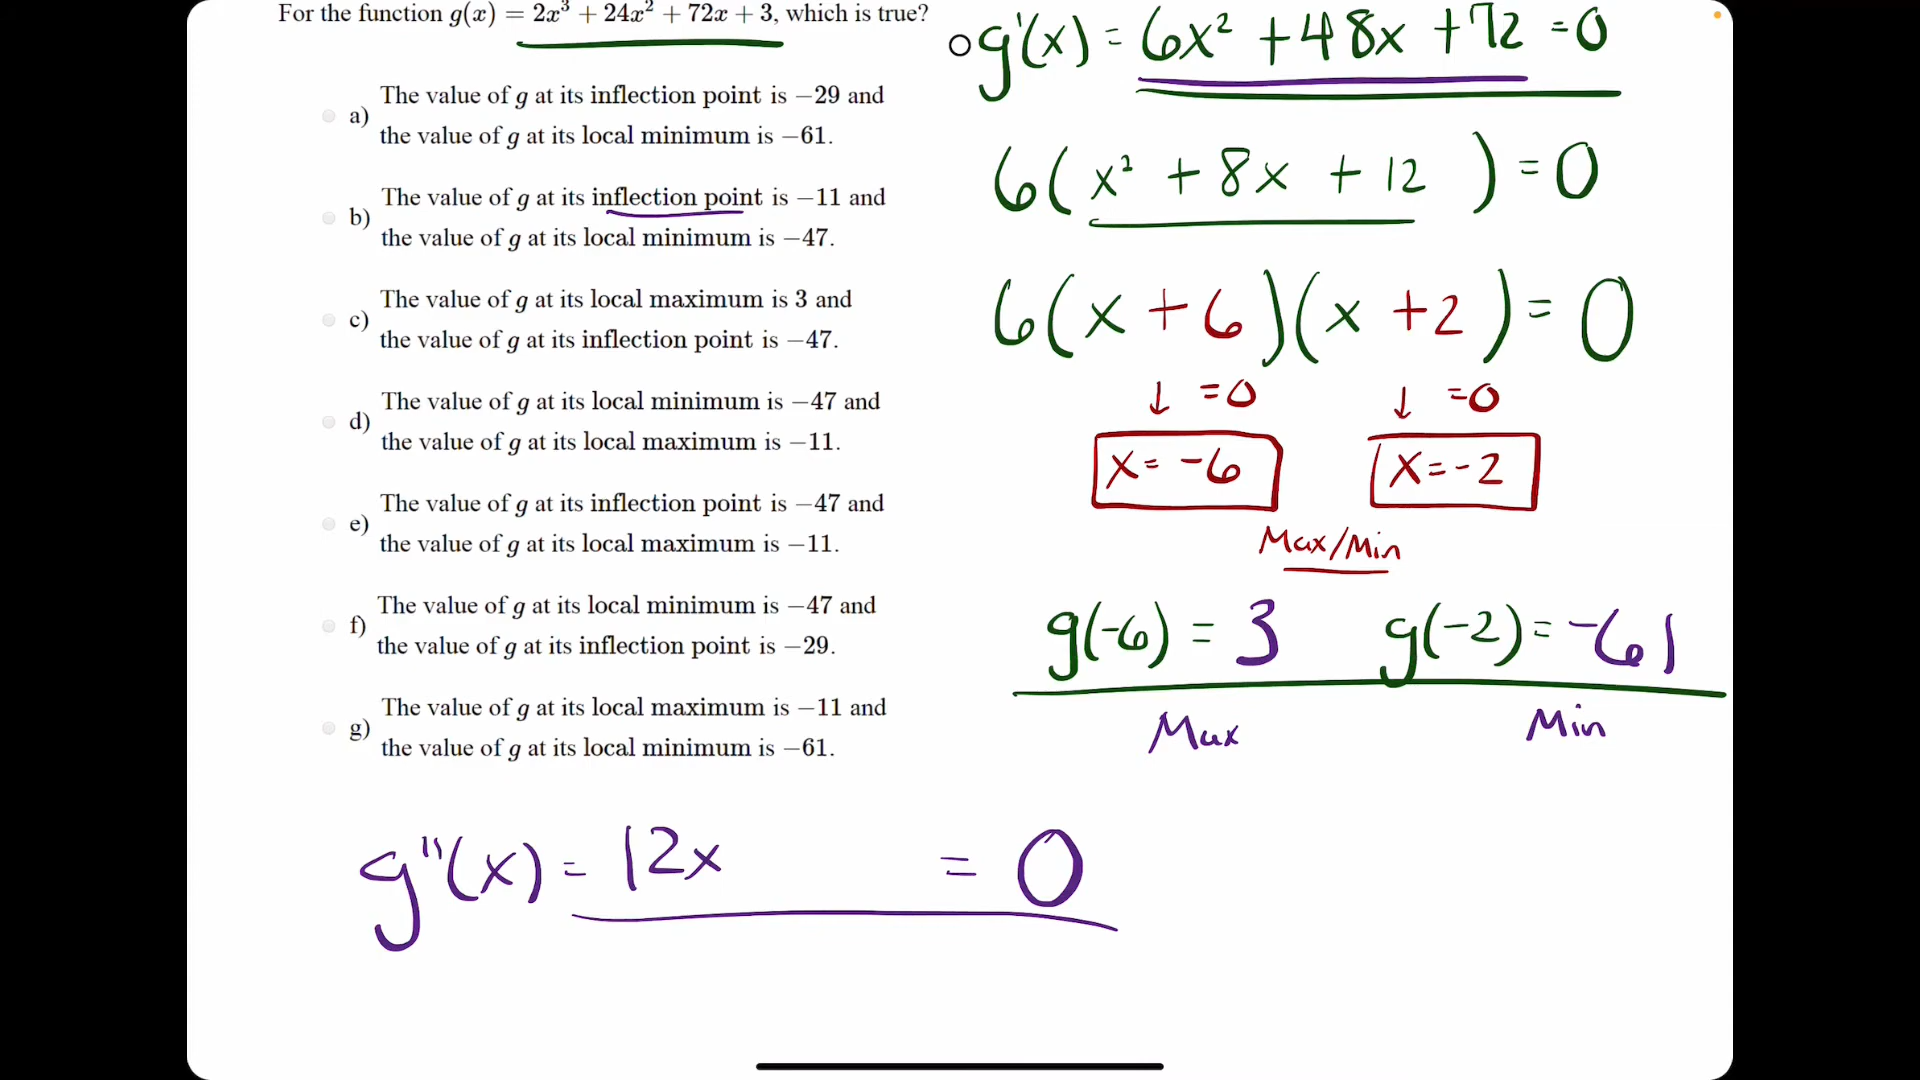 For the function g(x) = 2x³ + 24x² + 72x + 3, which is true?
a) The value of g at its inflection point is −29 and
the value of g at its local minimum is −61.
b) The value of g at its inflection point is −11 and
the value of g at its local minimum is −47.
c) The value of g at its local maximum is 3 and
the value of g at its inflection point is −47.
d) The value of g at its local minimum is −47 and
the value of g at its local maximum is −11.
e) The value of g at its inflection point is −47 and
the value of g at its local maximum is −11.
f) The value of g at its local minimum is −47 and
the value of g at its inflection point is −29.
g) The value of g at its local maximum is −11 and
the value of g at its local minimum is −61.
g'(x) = 6x² + 48x + 72 = 0
6( x² + 8x + 12 ) = 0
6( x + 6 )( x + 2 ) = 0
↓ = 0 ↓ = 0
x = -6 x = -2
Max/Min
g(-6) = 3 g(-2) = -61
Max Min
g''(x) = 12x = 0